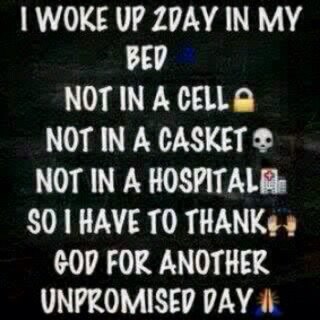 I WOKE UP 2DAY IN MY
BED 💤
NOT IN A CELL🔒
NOT IN A CASKET💀
NOT IN A HOSPITAL🏥
SO I HAVE TO THANK🙌
GOD FOR ANOTHER
UNPROMISED DAY🙏